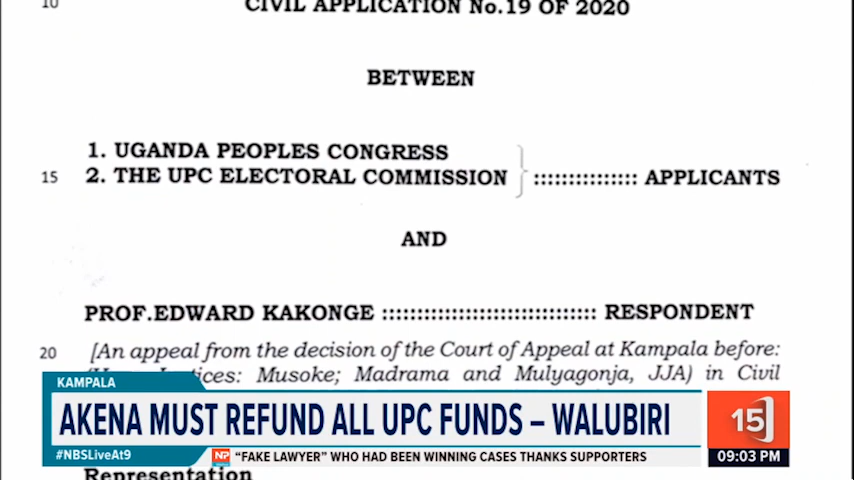 10
CIVIL APPLICATION No.19 OF 2020
BETWEEN
1. UGANDA PEOPLES CONGRESS
15 2. THE UPC ELECTORAL COMMISSION :::::::::::::::: APPLICANTS
AND
PROF.EDWARD KAKONGE ::::::::::::::::::::::::::::::::: RESPONDENT
20 [An appeal from the decision of the Court of Appeal at Kampala before:
Justices: Musoke; Madrama and Mulyagonja, JJA) in Civil
KAMPALA
AKENA MUST REFUND ALL UPC FUNDS – WALUBIRI
15
#NBSLiveAt9
NP "FAKE LAWYER" WHO HAD BEEN WINNING CASES THANKS SUPPORTERS
09:03 PM
Representation